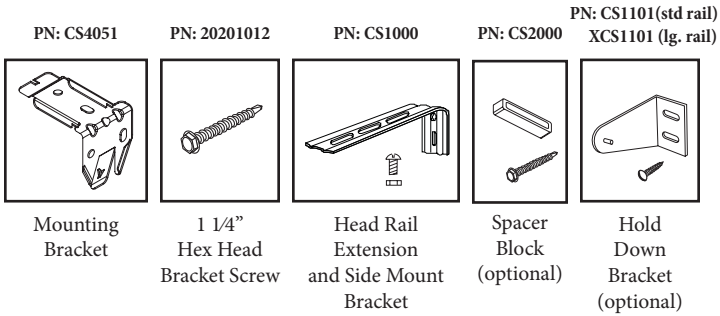 PN: CS4051
PN: 20201012
PN: CS1000
PN: CS2000
PN: CS1101(std rail)
XCS1101 (lg. rail)
Mounting
Bracket
1 1/4”
Hex Head
Bracket Screw
Head Rail
Extension
and Side Mount
Bracket
Spacer
Block
(optional)
Hold
Down
Bracket
(optional)